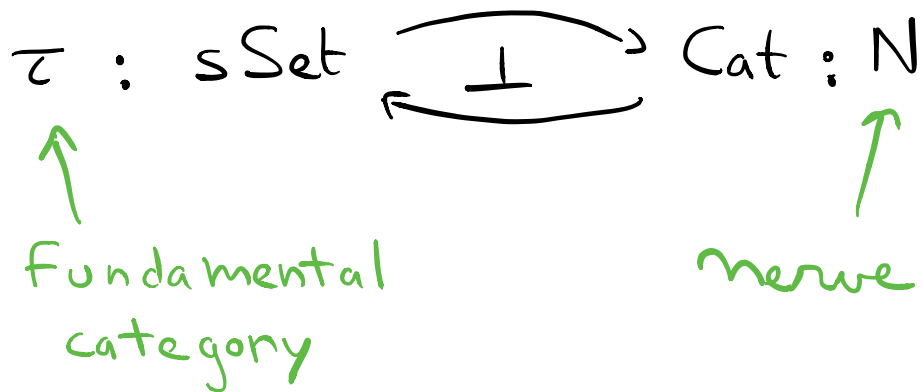 τ : sSet ⊥ Cat : N
fundamental
category
nerve